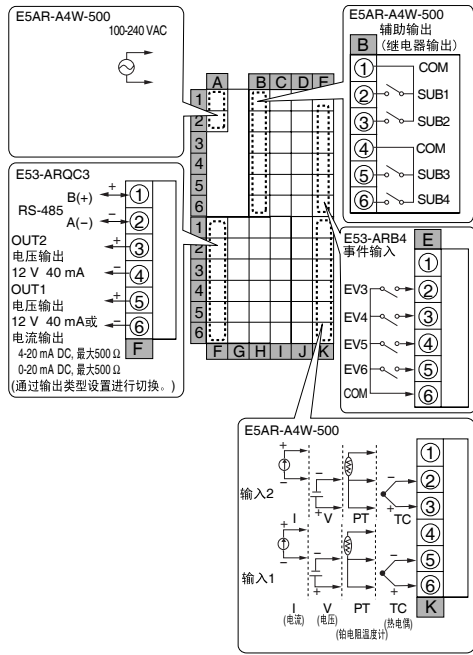 E5AR-A4W-500
100-240 VAC
E5AR-A4W-500
辅助输出
(继电器输出)
B
① COM
② SUB1
③ SUB2
④ COM
⑤ SUB3
⑥ SUB4
A B C D E
1
2
3
4
5
6
1
2
3
4
5
6
F G H I J K
E53-ARQC3
RS-485
B(+) + ①
A(−) − ②
OUT2 + ③
电压输出
12 V 40 mA − ④
OUT1
电压输出 + ⑤
12 V 40 mA或 − ⑥
电流输出
F
4-20 mA DC, 最大500 Ω
0-20 mA DC, 最大500 Ω
(通过输出类型设置进行切换。)
E53-ARB4
事件输入
E
①
EV3 ②
EV4 ③
EV5 ④
EV6 ⑤
COM ⑥
E5AR-A4W-500
①
②
③
④
⑤
⑥
K
输入2
+ − − + − +
I V PT TC
输入1
+ − − + − +
I V PT TC
(电流) (电压) (铂电阻温度计) (热电偶)